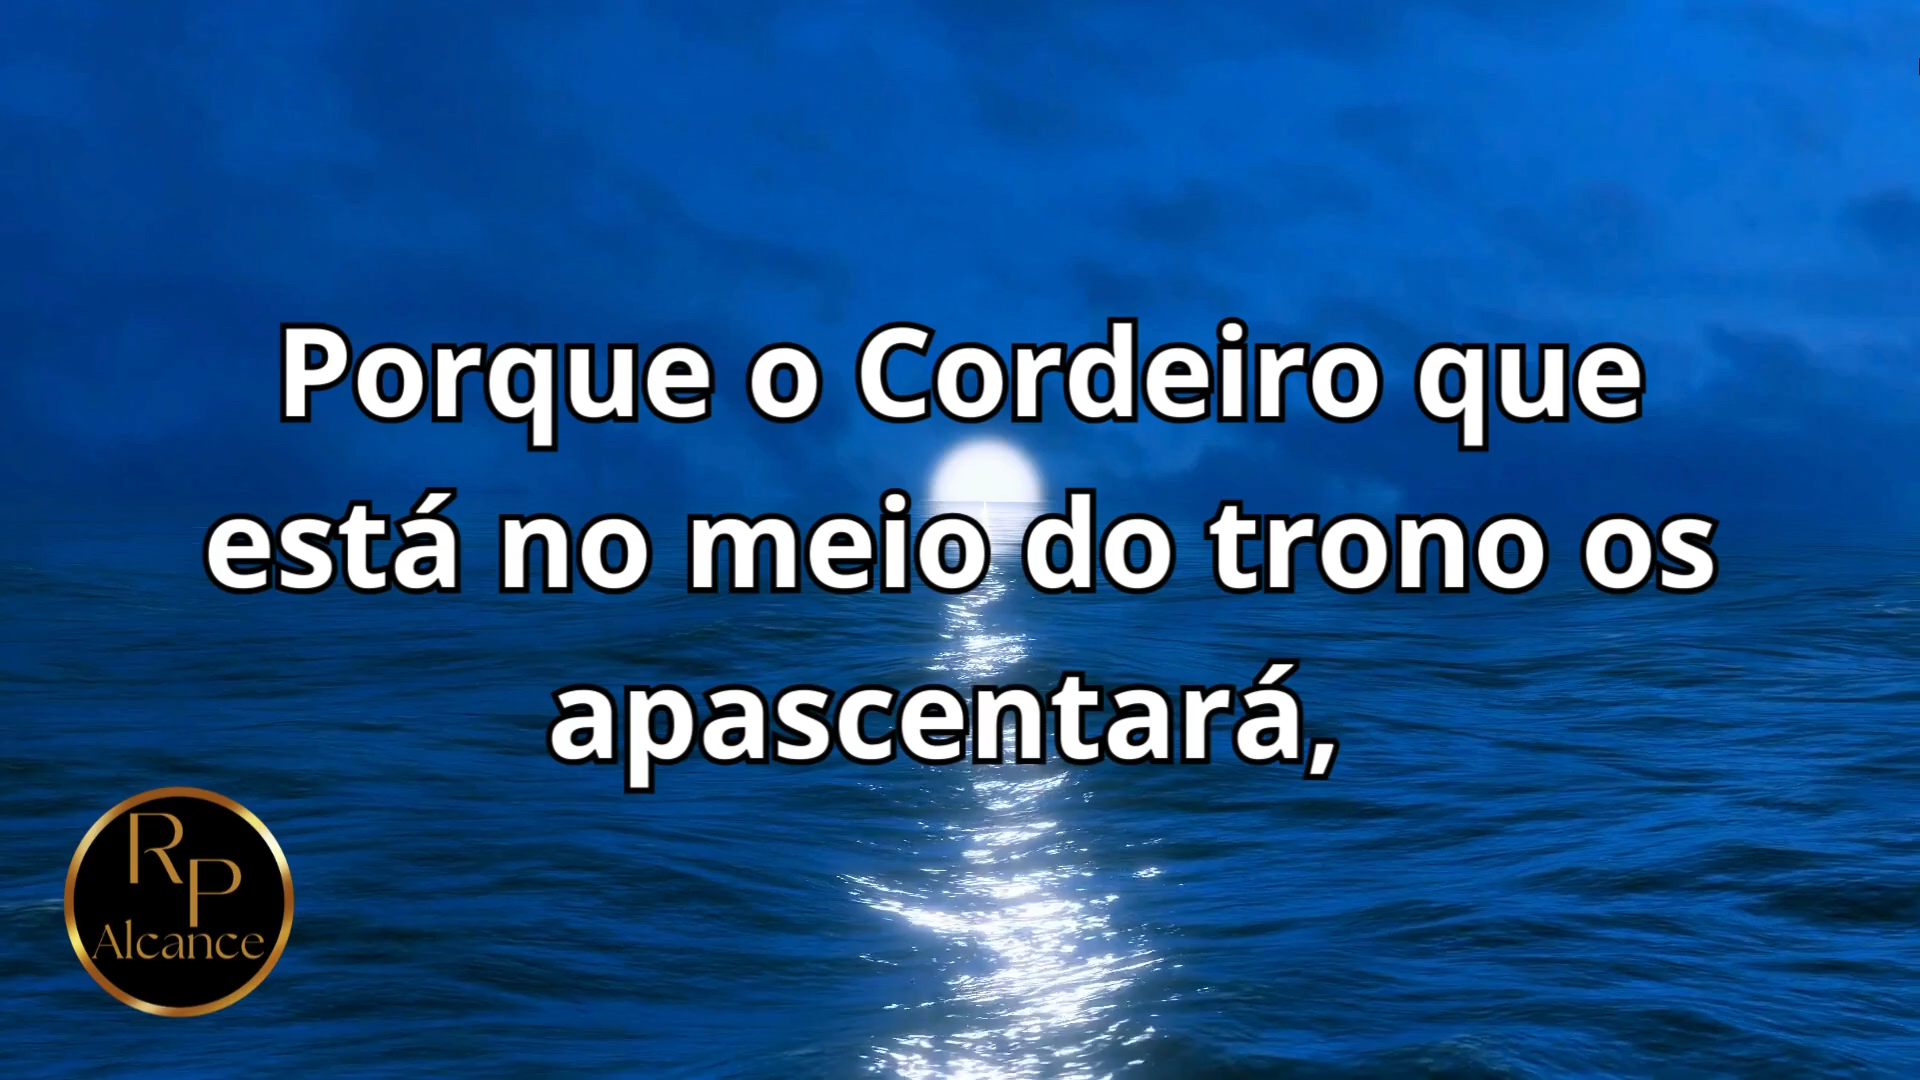 Porque o Cordeiro que
está no meio do trono os
apascentará,
RP
Alcance